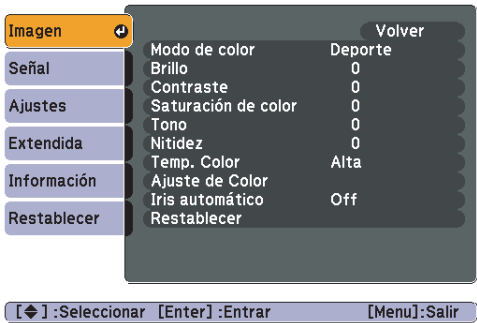 Imagen
Señal
Ajustes
Extendida
Información
Restablecer
Volver
Modo de color Deporte
Brillo 0
Contraste 0
Saturación de color 0
Tono 0
Nitidez 0
Temp. Color Alta
Ajuste de Color
Iris automático Off
Restablecer
[ ] :Seleccionar [Enter] :Entrar [Menu]:Salir